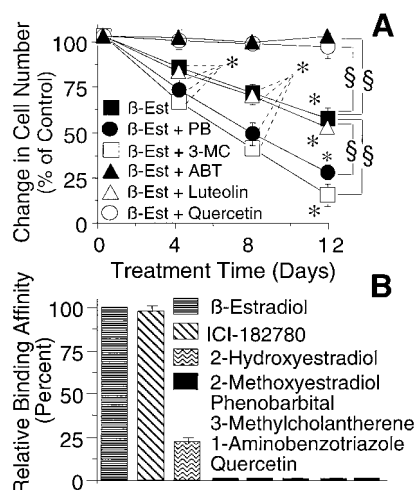 A
Change in Cell Number
(% of Control)
100
75
50
25
0
* * * * * *
§ § § §
ß-Est
ß-Est + PB
ß-Est + 3-MC
ß-Est + ABT
ß-Est + Luteolin
ß-Est + Quercetin
0 4 8 12
Treatment Time (Days)
B
Relative Binding Affinity
(Percent)
100
75
50
25
0
ß-Estradiol
ICI-182780
2-Hydroxyestradiol
2-Methoxyestradiol
Phenobarbital
3-Methylcholantherene
1-Aminobenzotriazole
Quercetin